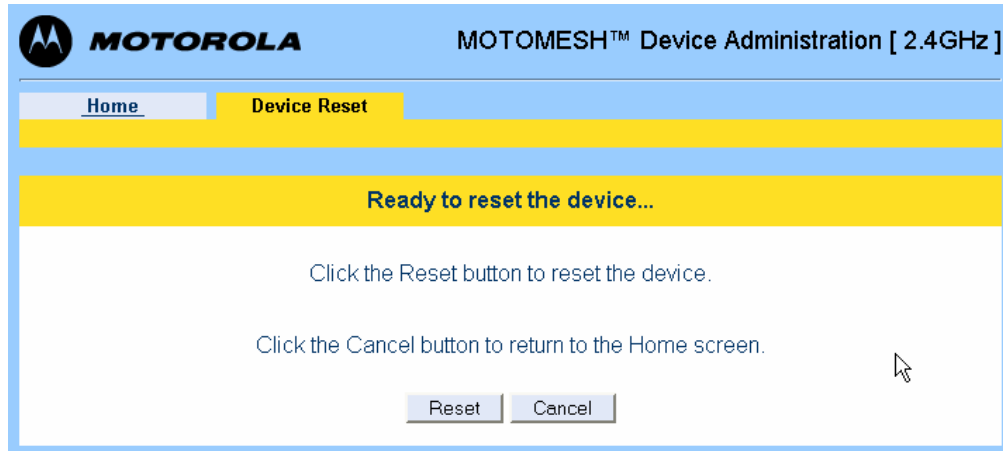 MOTOROLA
MOTOMESH™ Device Administration [ 2.4GHz ]
Home
Device Reset
Ready to reset the device...
Click the Reset button to reset the device.
Click the Cancel button to return to the Home screen.
Reset
Cancel